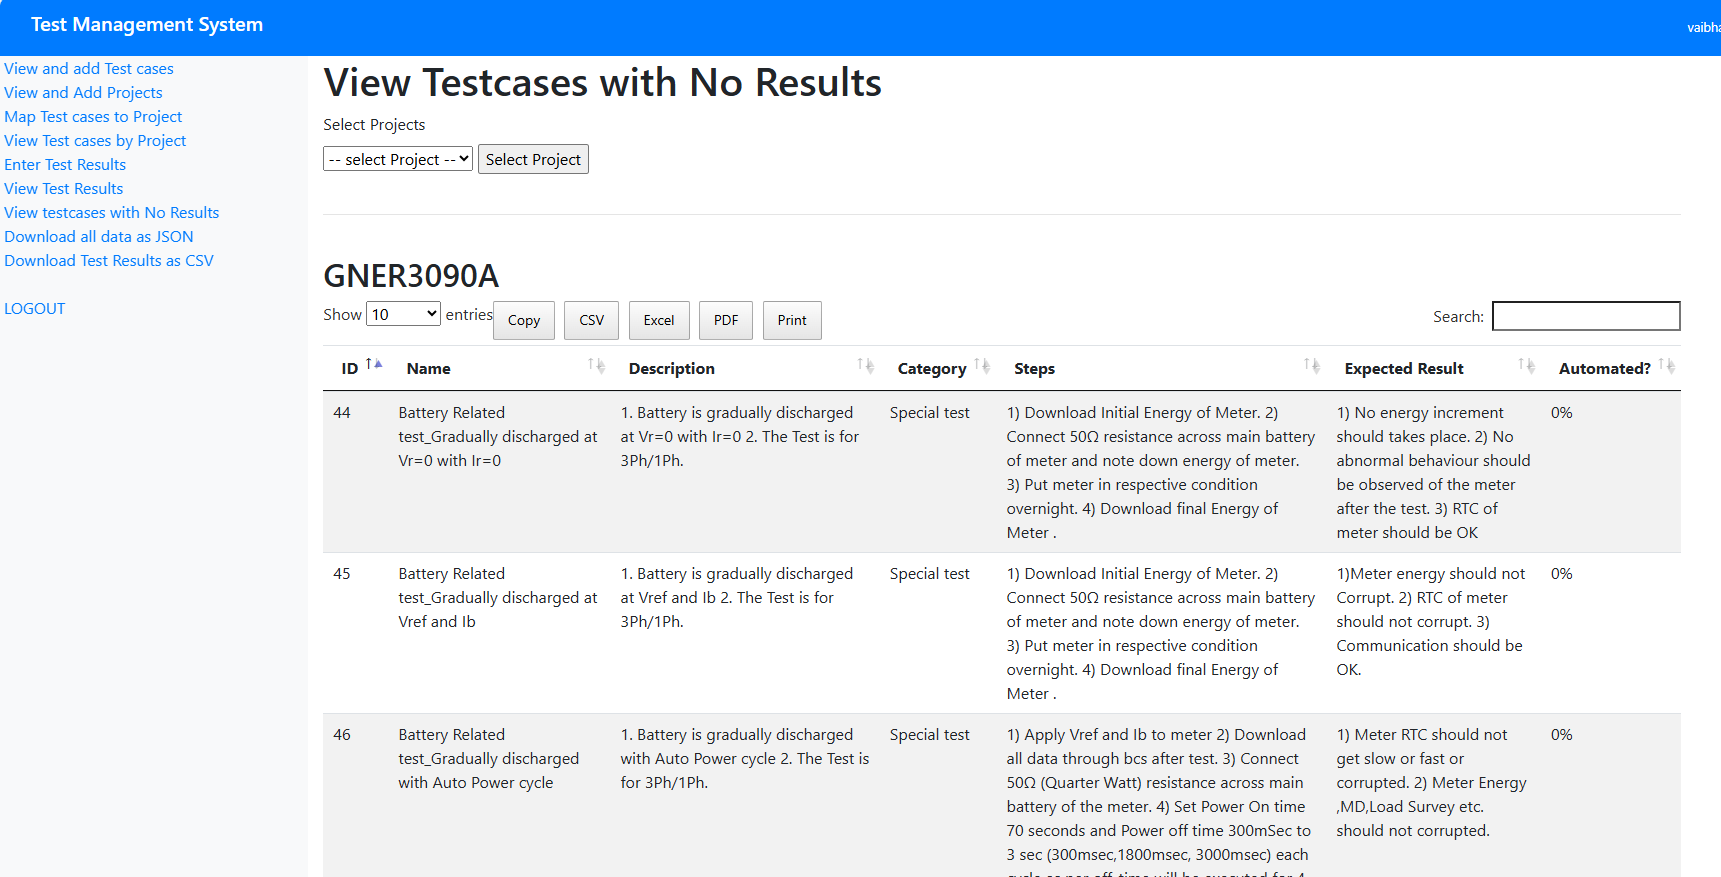 Test Management System
vaibha
View and add Test cases
View and Add Projects
Map Test cases to Project
View Test cases by Project
Enter Test Results
View Test Results
View testcases with No Results
Download all data as JSON
Download Test Results as CSV
LOGOUT
View Testcases with No Results
Select Projects
-- select Project -- Select Project
GNER3090A
Show 10 entries Copy CSV Excel PDF Print Search:
ID Name Description Category Steps Expected Result Automated?
44
Battery Related
test_Gradually discharged at
Vr=0 with Ir=0
1. Battery is gradually discharged
at Vr=0 with Ir=0 2. The Test is for
3Ph/1Ph.
Special test
1) Download Initial Energy of Meter. 2)
Connect 50Ω resistance across main battery
of meter and note down energy of meter.
3) Put meter in respective condition
overnight. 4) Download final Energy of
Meter .
1) No energy increment
should takes place. 2) No
abnormal behaviour should
be observed of the meter
after the test. 3) RTC of
meter should be OK
0%
45
Battery Related
test_Gradually discharged at
Vref and Ib
1. Battery is gradually discharged
at Vref and Ib 2. The Test is for
3Ph/1Ph.
Special test
1) Download Initial Energy of Meter. 2)
Connect 50Ω resistance across main battery
of meter and note down energy of meter.
3) Put meter in respective condition
overnight. 4) Download final Energy of
Meter .
1)Meter energy should not
Corrupt. 2) RTC of meter
should not corrupt. 3)
Communication should be
OK.
0%
46
Battery Related
test_Gradually discharged
with Auto Power cycle
1. Battery is gradually discharged
with Auto Power cycle 2. The Test is
for 3Ph/1Ph.
Special test
1) Apply Vref and Ib to meter 2) Download
all data through bcs after test. 3) Connect
50Ω (Quarter Watt) resistance across main
battery of the meter. 4) Set Power On time
70 seconds and Power off time 300mSec to
3 sec (300msec,1800msec, 3000msec) each
1) Meter RTC should not
get slow or fast or
corrupted. 2) Meter Energy
,MD,Load Survey etc.
should not corrupted.
0%